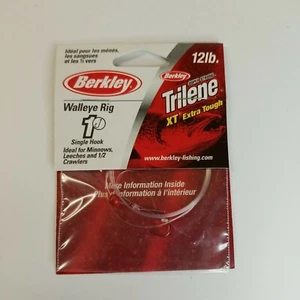 Idéal pour les ménés,
les sangsues
et les ½ vers
12lb.
Berkley
Berkley
Trilene
XT Extra Tough
Walleye Rig
1
Single Hook
Ideal for Minnows,
Leeches and 1/2
Crawlers
www.berkley-fishing.com
More Information Inside
Plus d'information à l'intérieur